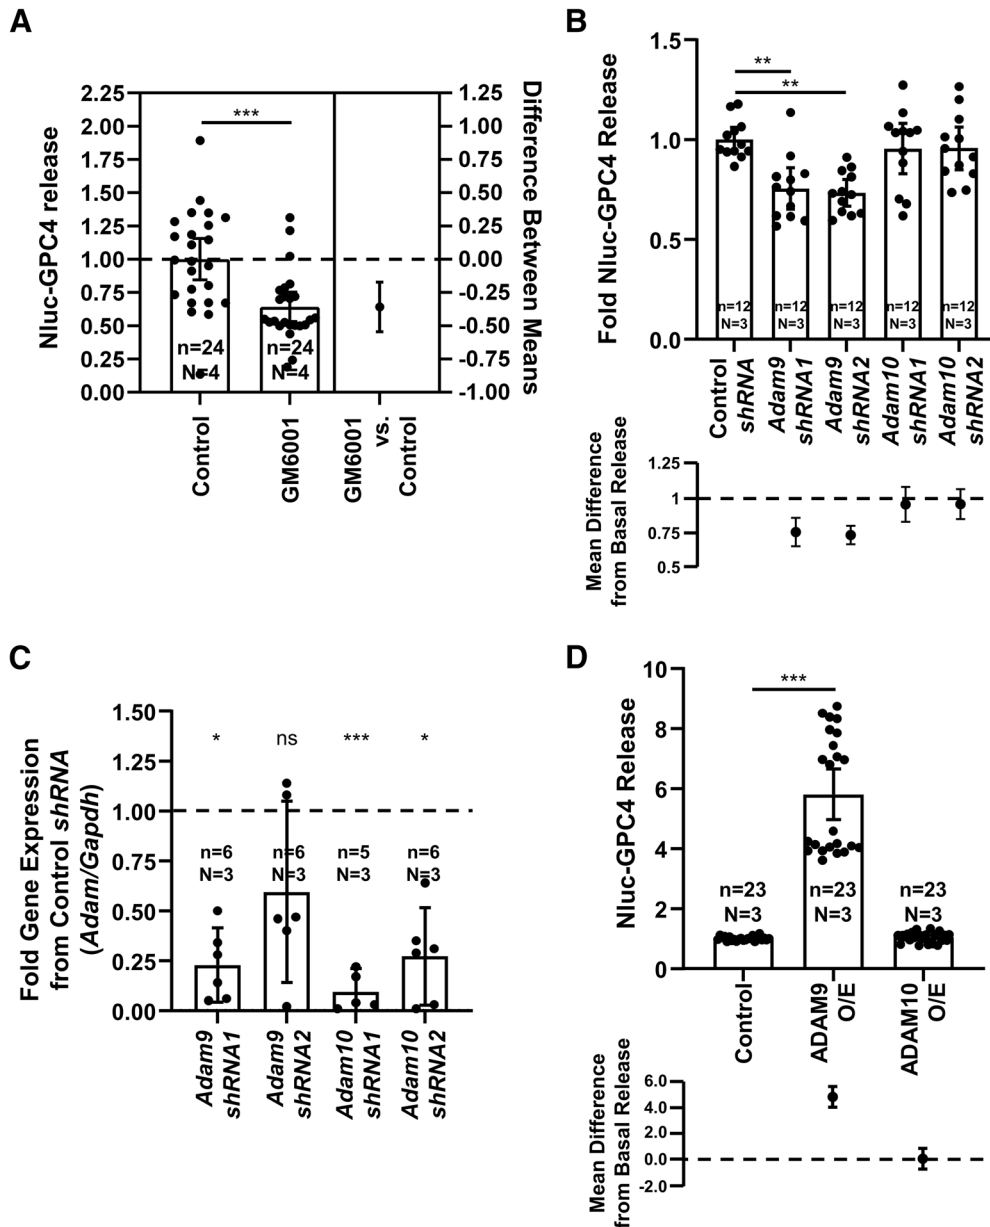 A
Nluc-GPC4 release
2.25
2.00
1.75
1.50
1.25
1.00
0.75
0.50
0.25
0.00
***
n=24
N=4
n=24
N=4
1.25
1.00
0.75
0.50
0.25
0.00
-0.25
-0.50
-0.75
-1.00
Difference Between Means
Control
GM6001
GM6001
vs.
Control
B
Fold Nluc-GPC4 Release
1.5
1.0
0.5
0.0
**
**
n=12
N=3
n=12
N=3
n=12
N=3
n=12
N=3
n=12
N=3
Control
shRNA
Adam9
shRNA1
Adam9
shRNA2
Adam10
shRNA1
Adam10
shRNA2
Mean Difference
from Basal Release
1.25
1
0.75
0.5
C
Fold Gene Expression
from Control shRNA
(Adam/Gapdh)
1.50
1.25
1.00
0.75
0.50
0.25
0.00
*
ns
***
*
n=6
N=3
n=6
N=3
n=5
N=3
n=6
N=3
Adam9
shRNA1
Adam9
shRNA2
Adam10
shRNA1
Adam10
shRNA2
D
Nluc-GPC4 Release
10
8
6
4
2
0
***
n=23
N=3
n=23
N=3
n=23
N=3
Control
ADAM9
O/E
ADAM10
O/E
Mean Difference
from Basal Release
6.0
4.0
2.0
0.0
-2.0